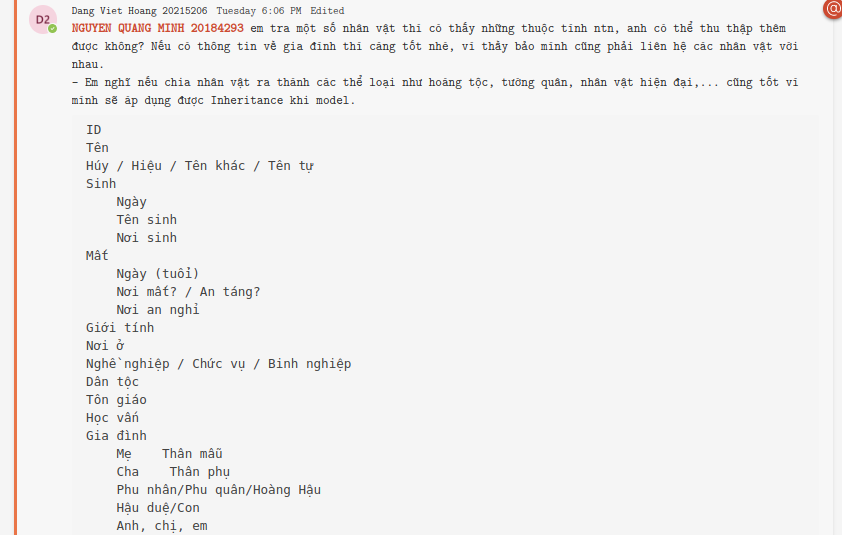 Dang Viet Hoang 20215206 Tuesday 6:06 PM Edited
D2
NGUYEN QUANG MINH 20184293 em tra một số nhân vật thì có thấy những thuộc tính ntn, anh có thể thu thập thêm
được không? Nếu có thông tin về gia đình thì càng tốt nhé, vì thầy bảo mình cũng phải liên hệ các nhân vật với
nhau.
- Em nghĩ nếu chia nhân vật ra thành các thể loại như hoàng tộc, tướng quân, nhân vật hiện đại,... cũng tốt vì
mình sẽ áp dụng được Inheritance khi model.
ID
Tên
Húy / Hiệu / Tên khác / Tên tự
Sinh
Ngày
Tên sinh
Nơi sinh
Mất
Ngày (tuổi)
Nơi mất? / An táng?
Nơi an nghỉ
Giới tính
Nơi ở
Nghề nghiệp / Chức vụ / Binh nghiệp
Dân tộc
Tôn giáo
Học vấn
Gia đình
Mẹ Thân mẫu
Cha Thân phụ
Phu nhân/Phu quân/Hoàng Hậu
Hậu duệ/Con
Anh, chị, em